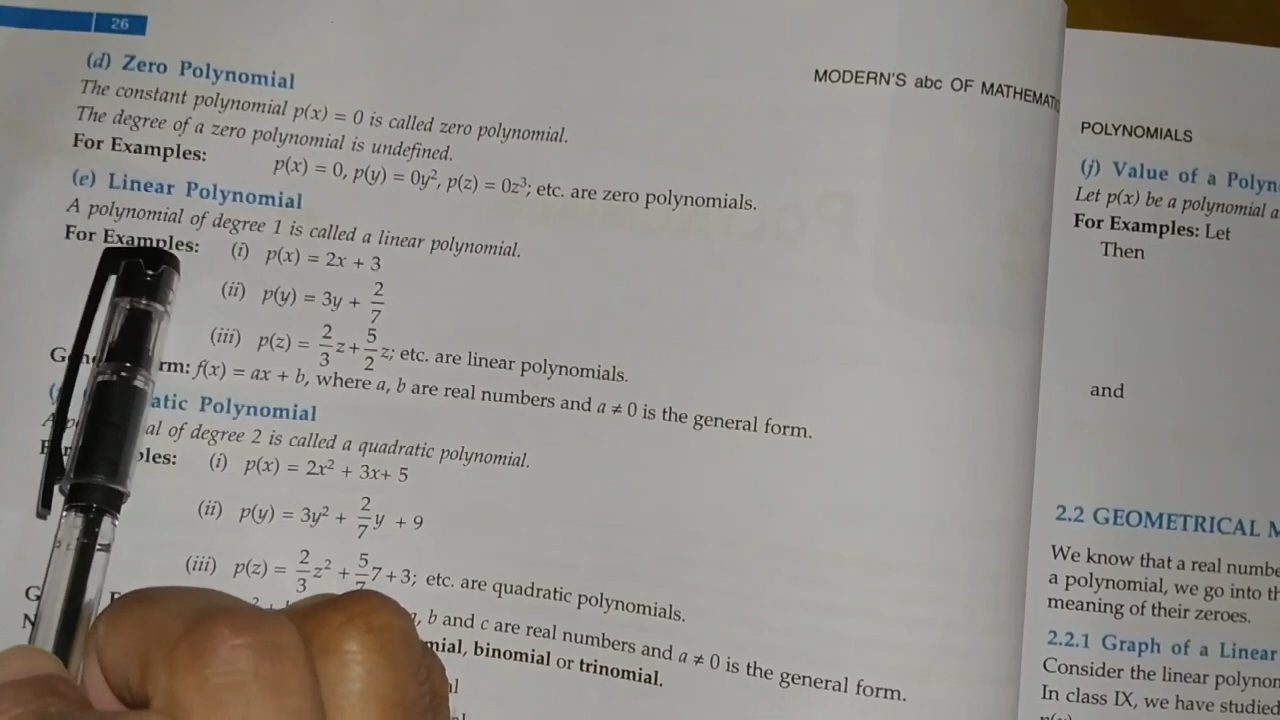 26
MODERN'S abc OF MATHEMAT
(d) Zero Polynomial
The constant polynomial p(x) = 0 is called zero polynomial.
The degree of a zero polynomial is undefined.
For Examples: p(x) = 0, p(y) = 0y², p(z) = 0z³; etc. are zero polynomials.
(e) Linear Polynomial
A polynomial of degree 1 is called a linear polynomial.
For Examples: (i) p(x) = 2x + 3
(ii) p(y) = 3y + 2/7
(iii) p(z) = 2/3 z + 5/2 z; etc. are linear polynomials.
rm: f(x) = ax + b, where a, b are real numbers and a ≠ 0 is the general form.
atic Polynomial
al of degree 2 is called a quadratic polynomial.
ples: (i) p(x) = 2x² + 3x+ 5
(ii) p(y) = 3y² + 2/7 y + 9
(iii) p(z) = 2/3 z² + 5/7 7 + 3; etc. are quadratic polynomials.
, b and c are real numbers and a ≠ 0 is the general form.
mial, binomial or trinomial.
POLYNOMIALS
(j) Value of a Polyn
Let p(x) be a polynomial a
For Examples: Let
Then
and
2.2 GEOMETRICAL M
We know that a real numbe
a polynomial, we go into th
meaning of their zeroes.
2.2.1 Graph of a Linear
Consider the linear polynom
In class IX, we have studied